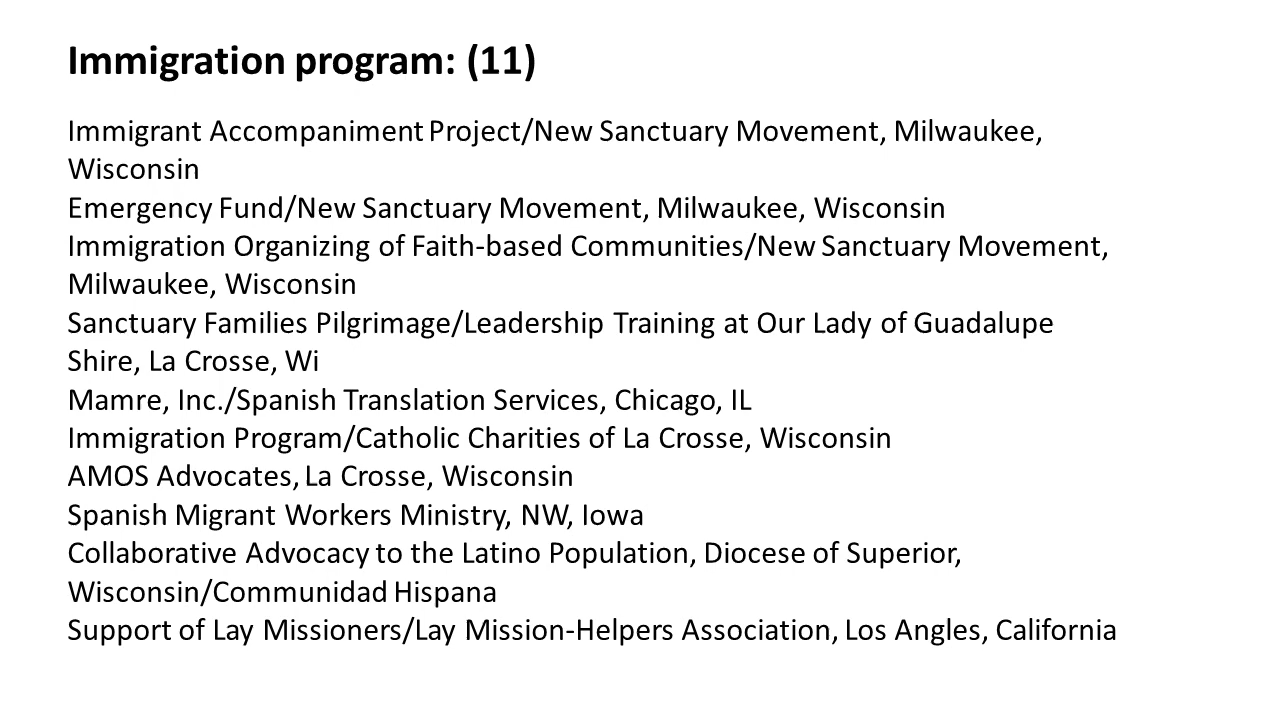 Immigration program: (11)
Immigrant Accompaniment Project/New Sanctuary Movement, Milwaukee,
Wisconsin
Emergency Fund/New Sanctuary Movement, Milwaukee, Wisconsin
Immigration Organizing of Faith-based Communities/New Sanctuary Movement,
Milwaukee, Wisconsin
Sanctuary Families Pilgrimage/Leadership Training at Our Lady of Guadalupe
Shire, La Crosse, Wi
Mamre, Inc./Spanish Translation Services, Chicago, IL
Immigration Program/Catholic Charities of La Crosse, Wisconsin
AMOS Advocates, La Crosse, Wisconsin
Spanish Migrant Workers Ministry, NW, Iowa
Collaborative Advocacy to the Latino Population, Diocese of Superior,
Wisconsin/Communidad Hispana
Support of Lay Missioners/Lay Mission-Helpers Association, Los Angles, California